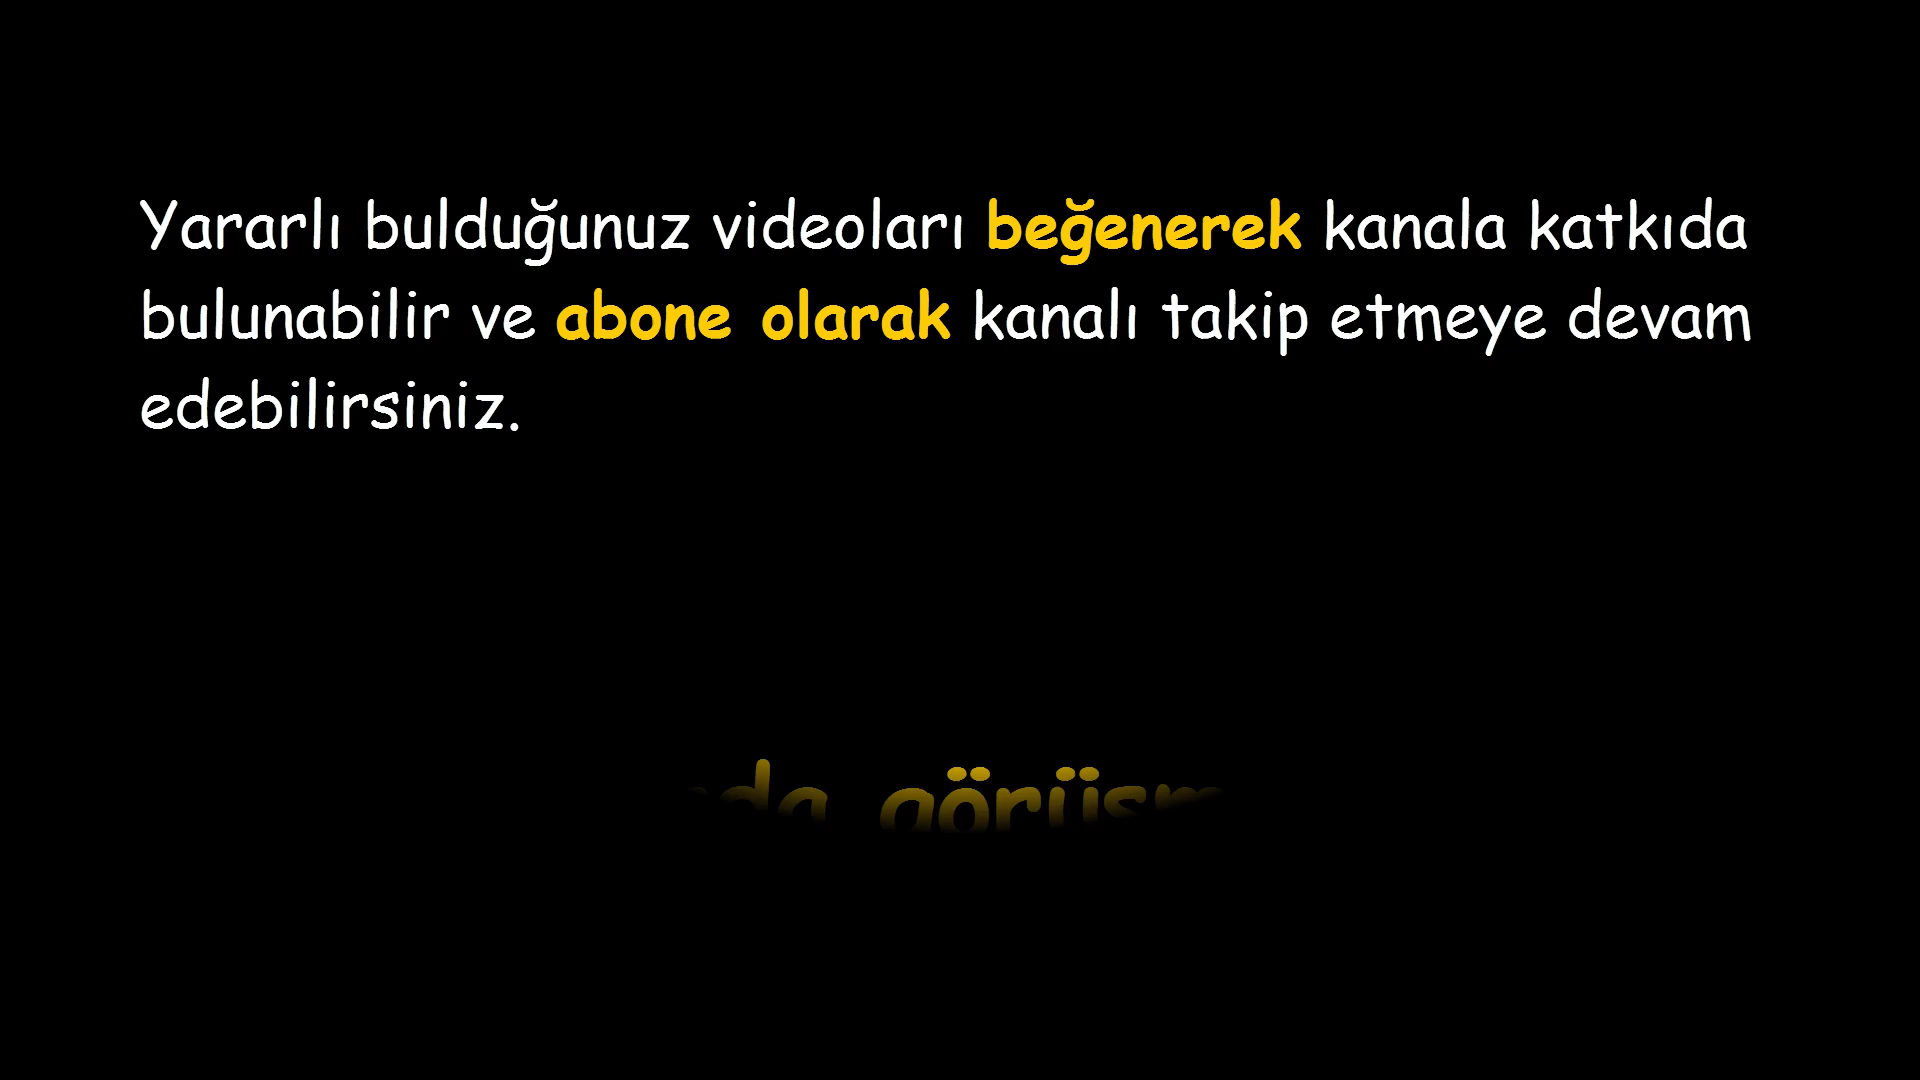 Yararlı bulduğunuz videoları beğenerek kanala katkıda
bulunabilir ve abone olarak kanalı takip etmeye devam
edebilirsiniz.